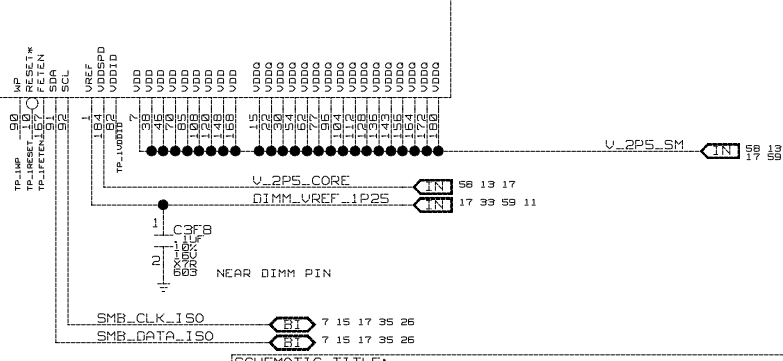 WP RESET* FETEN SDA SCL VREF VDDSPD VDDID VDD VDD VDD VDD VDD VDD VDD VDD VDD VDDQ VDDQ VDDQ VDDQ VDDQ VDDQ VDDQ VDDQ VDDQ VDDQ VDDQ VDDQ VDDQ VDDQ VDDQ VDDQ
90 10 167 91 92 1 184 82 7 38 46 70 85 108 120 148 168 15 22 30 54 62 77 96 104 112 128 136 143 156 164 172 180
TP_1WP TP_1RESET_ TP_1FETEN TP_1VDDID
V_2P5_SM IN 58 13
17 59
V_2P5_CORE IN 58 13 17
DIMM_VREF_1P25 IN 17 33 59 11
1 C3F8
.1UF
10%
16V
2 X7R
603 NEAR DIMM PIN
SMB_CLK_ISO BI 7 15 17 35 26
SMB_DATA_ISO BI 7 15 17 35 26
SCHEMATIC TITLE: